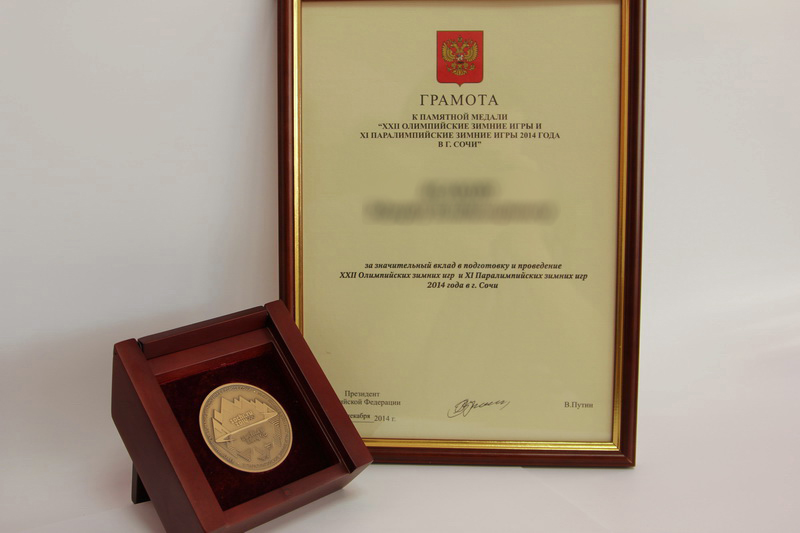 ГРАМОТА
К ПАМЯТНОЙ МЕДАЛИ
“XXII ОЛИМПИЙСКИЕ ЗИМНИЕ ИГРЫ И
XI ПАРАЛИМПИЙСКИЕ ЗИМНИЕ ИГРЫ 2014 ГОДА
В Г. СОЧИ”
за значительный вклад в подготовку и проведение
XXII Олимпийских зимних игр и XI Паралимпийских зимних игр
2014 года в г. Сочи
Президент
йской Федерации
В.Путин
екабря 2014 г.